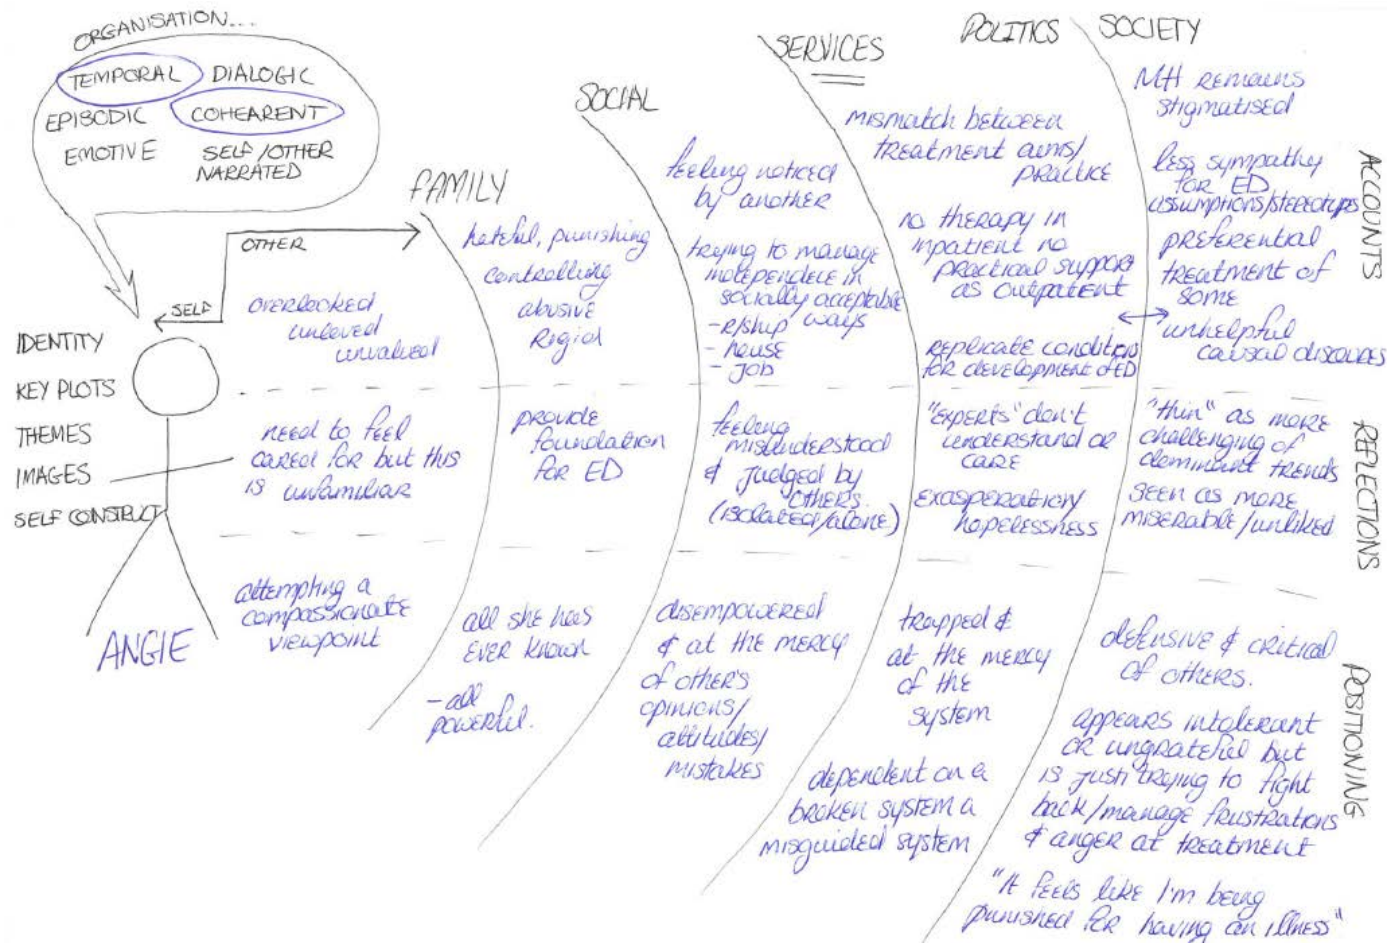 ORGANISATION...
TEMPORAL DIALOGIC
EPISODIC COHEARENT
EMOTIVE SELF/OTHER
NARRATED
OTHER
SELF
IDENTITY
KEY PLOTS
THEMES
IMAGES
SELF CONSTRUCT
ANGIE
overlooked
unloved
unvalued
need to feel
cared for but this
is unfamiliar
attempting a
compassionate
viewpoint
FAMILY
hateful, punishing
controlling
abusive
Rigid
provide
foundation
for ED
all she has
ever known
- all
powerful.
SOCIAL
feeling noticed
by another
trying to manage
in
socially acceptable
- r/ship ways
- house
- job
feeling
misunderstood
& judged by
others.
(isolated/alone)
disempowered
& at the mercy
of other's
opinions/
attitudes/
mistakes
SERVICES
POLITICS
mismatch between
treatment aims/
practice
no therapy in
inpatient no
practical support
as outpatient
replicate condition
for development of ED
"experts" don't
understand or
care
exasperation/
hopelessness
trapped &
at the mercy
of the
system
dependent on a
broken system a
misguided system
SOCIETY
MH remains
stigmatised
less sympathy
for ED
assumptions/stereotypes
preferential
treatment of
some
unhelpful
causal discourses
"thin" as more
challenging of
dominant trends
seen as more
miserable/unliked
defensive & critical
of others.
appears intolerant
or ungrateful but
is just trying to fight
back/manage frustrations
& anger at treatment
"It feels like I'm being
punished for having an illness"
ACCOUNTS
REFLECTIONS
POSITIONING